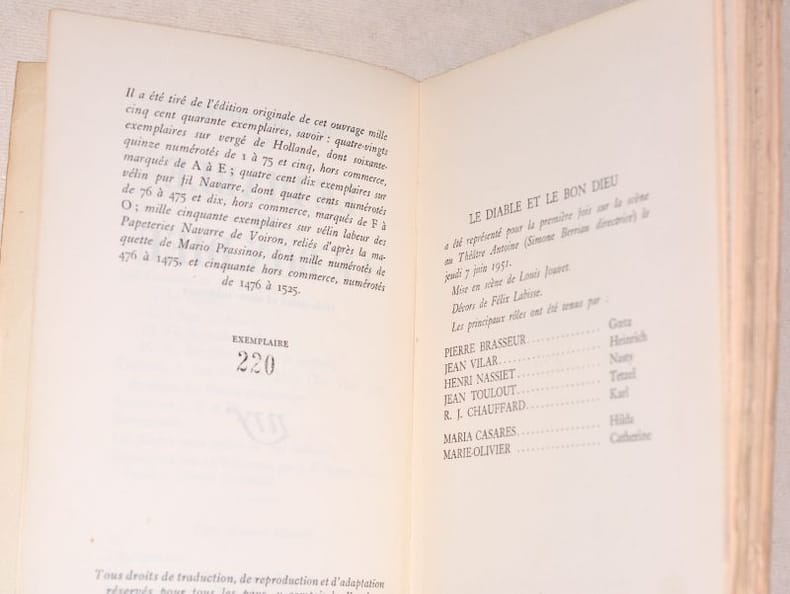 Il a été tiré de l'édition originale de cet ouvrage mille
cinq cent quarante exemplaires, savoir : quatre-vingts
exemplaires sur vergé de Hollande, dont soixante-
quinze numérotés de 1 à 75 et cinq, hors commerce,
marqués de A à E ; quatre cent dix exemplaires sur
vélin pur fil Navarre, dont quatre cents numérotés
de 76 à 475 et dix, hors commerce, marqués de F à
O ; mille cinquante exemplaires sur vélin labeur des
Papeteries Navarre de Voiron, reliés d'après la ma-
quette de Mario Prassinos, dont mille numérotés de
476 à 1475, et cinquante hors commerce, numérotés
de 1476 à 1525.
EXEMPLAIRE
220
nrf
Tous droits de traduction, de reproduction et d'adaptation
réservés pour tous les pays, y compris
LE DIABLE ET LE BON DIEU
a été représenté pour la première fois sur la scène
au Théâtre Antoine (Simone Berriau directrice) le
jeudi 7 juin 1951.
Mise en scène de Louis Jouvet.
Décors de Félix Labisse.
Les principaux rôles ont été tenus par :
PIERRE BRASSEUR............ Gœtz
JEAN VILAR............ Heinrich
HENRI NASSIET............ Nasty
JEAN TOULOUT............ Tetzel
R. J. CHAUFFARD............ Karl
MARIA CASARES............ Hilda
MARIE-OLIVIER............ Catherine